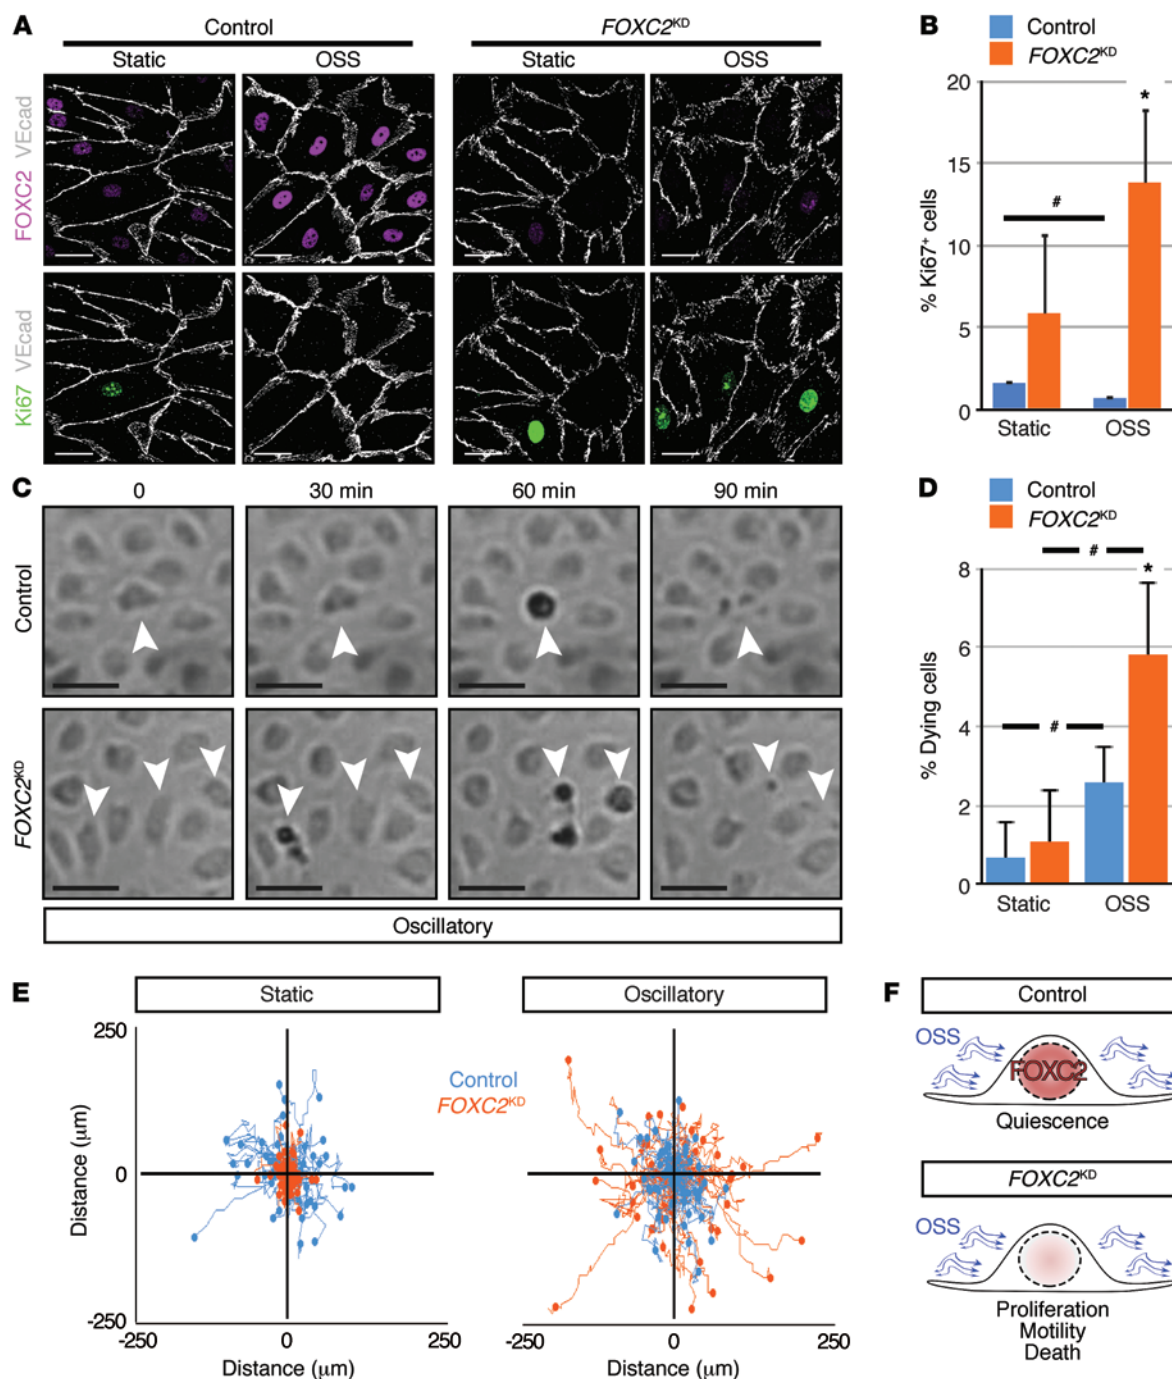 A
Control
FOXC2ᴷᴰ
Static
OSS
Static
OSS
FOXC2 VEcad
Ki67 VEcad
B
Control
FOXC2ᴷᴰ
% Ki67⁺ cells
20
15
10
5
0
*
#
Static
OSS
C
0
30 min
60 min
90 min
Control
FOXC2ᴷᴰ
Oscillatory
D
Control
FOXC2ᴷᴰ
% Dying cells
8
6
4
2
0
#
*
#
Static
OSS
E
Static
Oscillatory
Control
FOXC2ᴷᴰ
Distance (μm)
250
0
-250
-250
0
250
Distance (μm)
-250
0
250
Distance (μm)
F
Control
OSS
FOXC2
Quiescence
FOXC2ᴷᴰ
OSS
Proliferation
Motility
Death